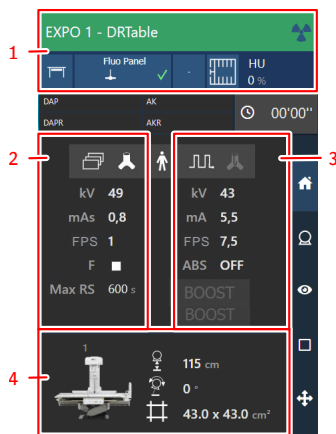 EXPO 1 - DRTable
1
Fluo Panel
-
HU
0 %
DAP
AK
DAPR
AKR
00'00"
2
3
kV 49
kV 43
mAs 0,8
mA 5,5
FPS 1
FPS 7,5
F
ABS OFF
Max RS 600 s
BOOST
BOOST
4
1
115 cm
0 °
43.0 x 43.0 cm²